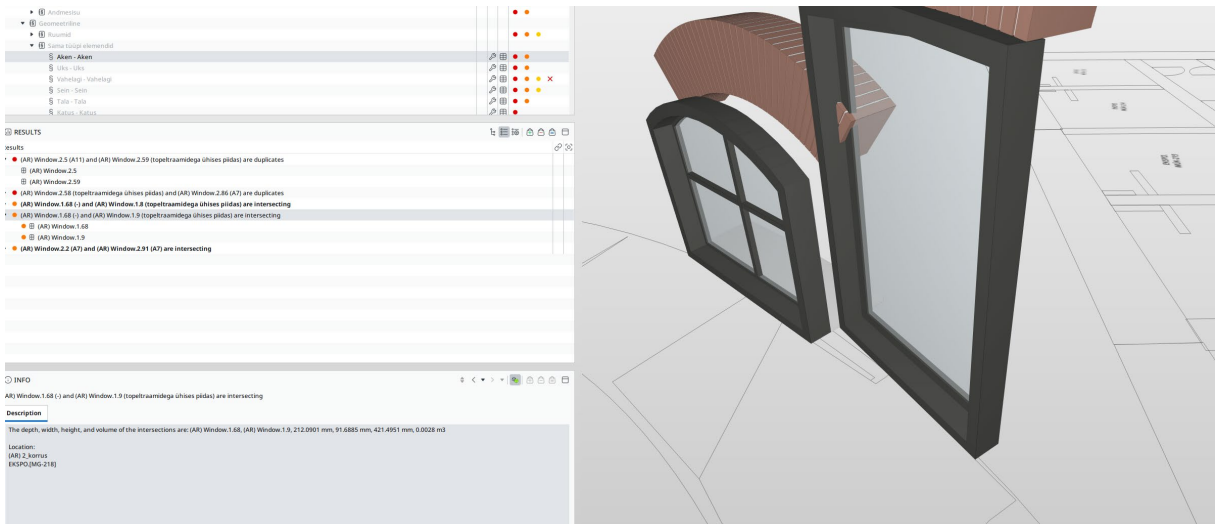 Andmesisu
Geomeetriline
Ruumid
Sama tüüpi elemendid
§ Aken - Aken
§ Uks - Uks
§ Vahelagi - Vahelagi
§ Sein - Sein
§ Tala - Tala
§ Katus - Katus
RESULTS
esults
(AR) Window.2.5 (A11) and (AR) Window.2.59 (topeltraamidega ühises piidas) are duplicates
(AR) Window.2.5
(AR) Window.2.59
(AR) Window.2.58 (topeltraamidega ühises piidas) and (AR) Window.2.86 (A7) are duplicates
(AR) Window.1.68 (-) and (AR) Window.1.8 (topeltraamidega ühises piidas) are intersecting
(AR) Window.1.68 (-) and (AR) Window.1.9 (topeltraamidega ühises piidas) are intersecting
(AR) Window.1.68
(AR) Window.1.9
(AR) Window.2.2 (A7) and (AR) Window.2.91 (A7) are intersecting
INFO
AR) Window.1.68 (-) and (AR) Window.1.9 (topeltraamidega ühises piidas) are intersecting
Description
The depth, width, height, and volume of the intersections are: (AR) Window.1.68, (AR) Window.1.9, 212.0901 mm, 91.6885 mm, 421.4951 mm, 0.0028 m3
Location:
(AR) 2_korrus
EKSPO.[MG-218]